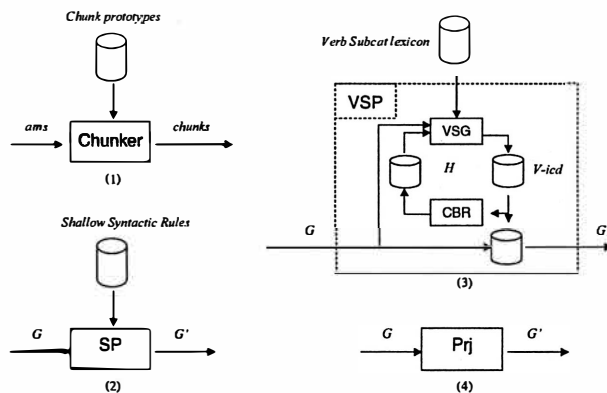 Chunk prototypes
ams
Chunker
chunks
(1)
Shallow Syntactic Rules
G
SP
G'
(2)
Verb Subcat lexicon
VSP
VSG
H
V-icd
CBR
G
G
(3)
G
Prj
G'
(4)